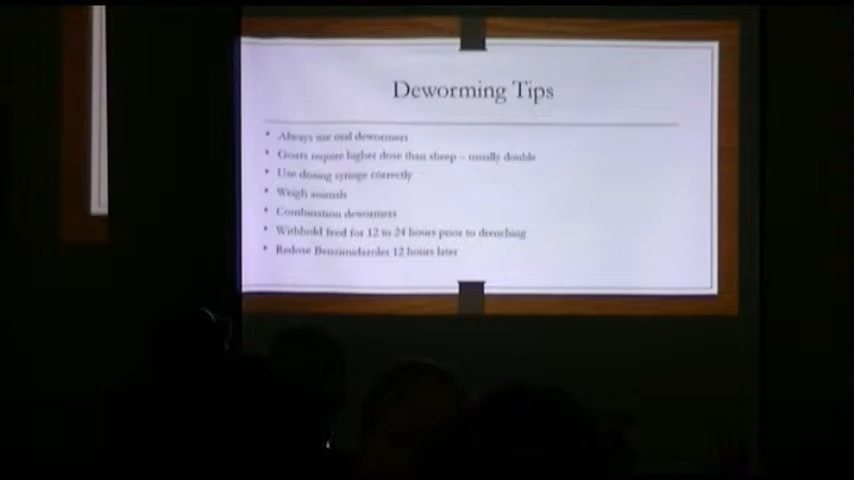 Deworming Tips
Always use oral dewormers
Goats require higher dose than sheep – usually double
Use dosing syringe correctly
Weigh animals
Combination dewormers
Withhold feed for 12 to 24 hours prior to drenching
Redose Benzimidazoles 12 hours later